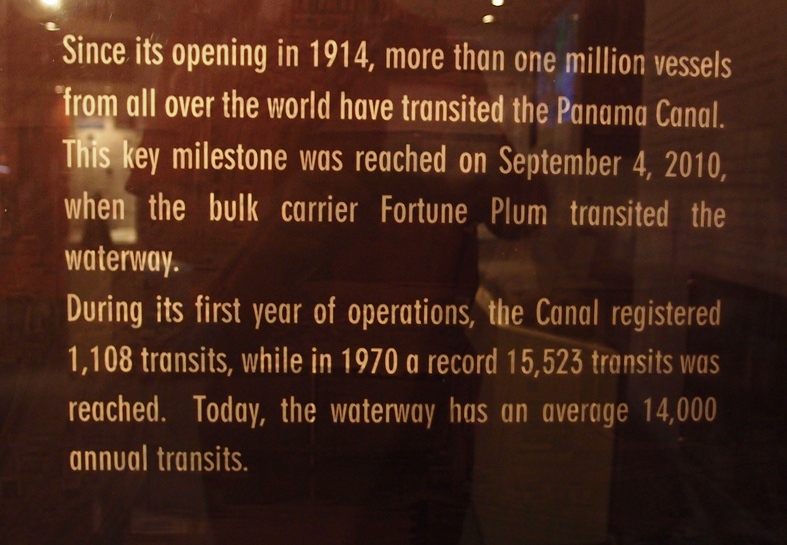 Since its opening in 1914, more than one million vessels
from all over the world have transited the Panama Canal.
This key milestone was reached on September 4, 2010,
when the bulk carrier Fortune Plum transited the
waterway.
During its first year of operations, the Canal registered
1,108 transits, while in 1970 a record 15,523 transits was
reached. Today, the waterway has an average 14,000
annual transits.